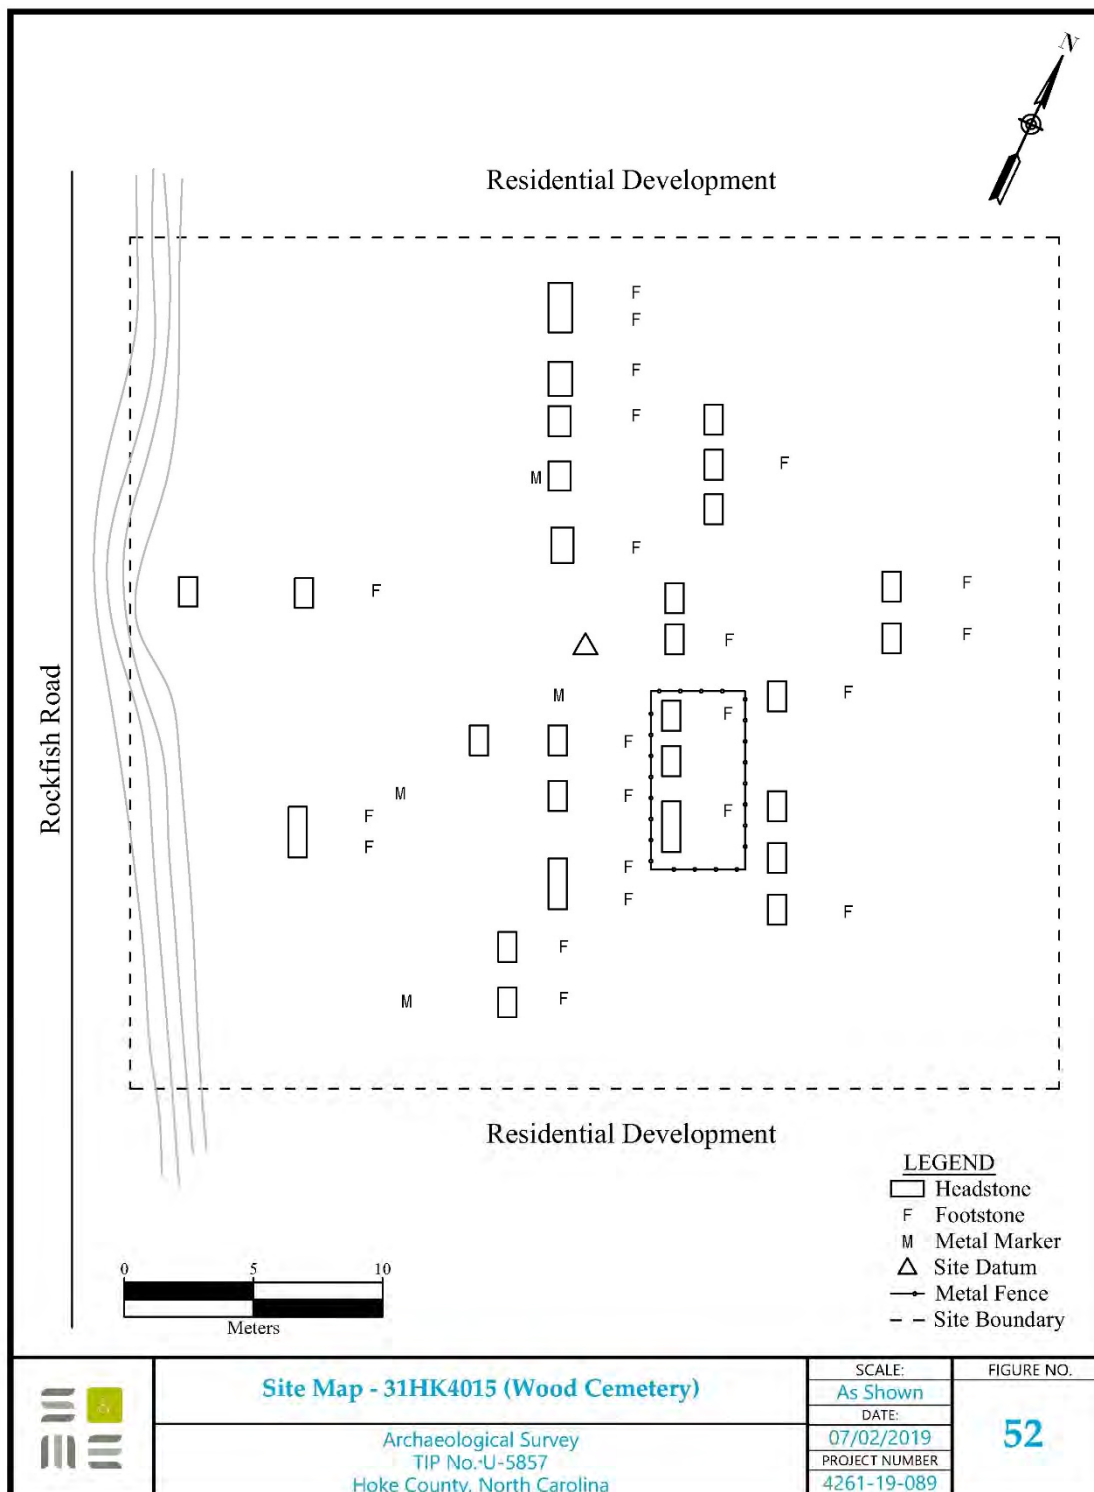 N
Residential Development
F
F
F
F
F
M
F
F
F
F
F
F
M
F
F
F
M
F
F
F
F
F
F
F
F
F
M
F
Rockfish Road
Residential Development
LEGEND
Headstone
F Footstone
M Metal Marker
Site Datum
Metal Fence
Site Boundary
0 5 10
Meters
S&ME
Site Map - 31HK4015 (Wood Cemetery)
Archaeological Survey
TIP No. U-5857
Hoke County, North Carolina
SCALE:
As Shown
DATE:
07/02/2019
PROJECT NUMBER
4261-19-089
FIGURE NO.
52